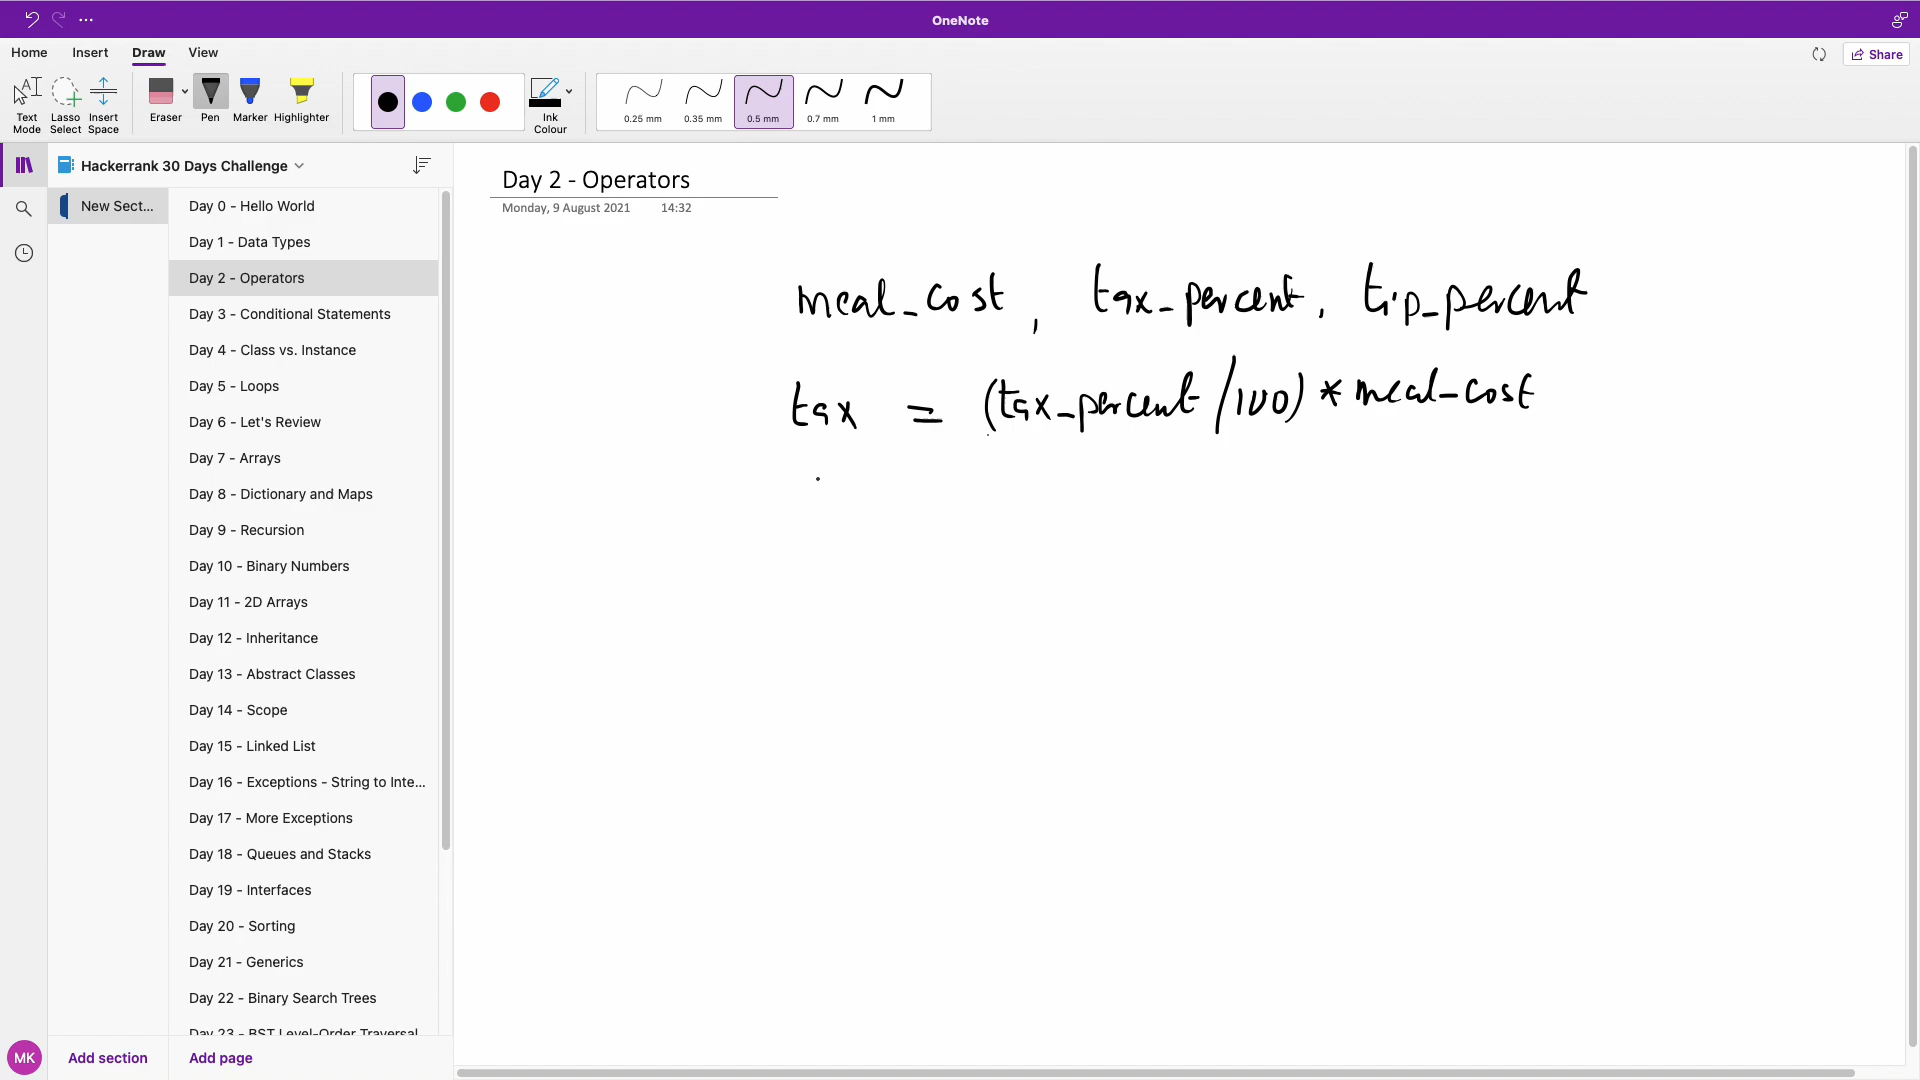 OneNote
Home Insert Draw View
Share
Text Mode
Lasso Select
Insert Space
Eraser
Pen
Marker
Highlighter
Ink Colour
0.25 mm
0.35 mm
0.5 mm
0.7 mm
1 mm
Hackerrank 30 Days Challenge
New Sect...
Day 0 - Hello World
Day 1 - Data Types
Day 2 - Operators
Day 3 - Conditional Statements
Day 4 - Class vs. Instance
Day 5 - Loops
Day 6 - Let's Review
Day 7 - Arrays
Day 8 - Dictionary and Maps
Day 9 - Recursion
Day 10 - Binary Numbers
Day 11 - 2D Arrays
Day 12 - Inheritance
Day 13 - Abstract Classes
Day 14 - Scope
Day 15 - Linked List
Day 16 - Exceptions - String to Inte...
Day 17 - More Exceptions
Day 18 - Queues and Stacks
Day 19 - Interfaces
Day 20 - Sorting
Day 21 - Generics
Day 22 - Binary Search Trees
Day 23 - BST Level-Order Traversal
MK
Add section
Add page
Day 2 - Operators
Monday, 9 August 2021 14:32
meal_cost, tax_percent, tip_percent
tax = (tax_percent/100) * meal_cost